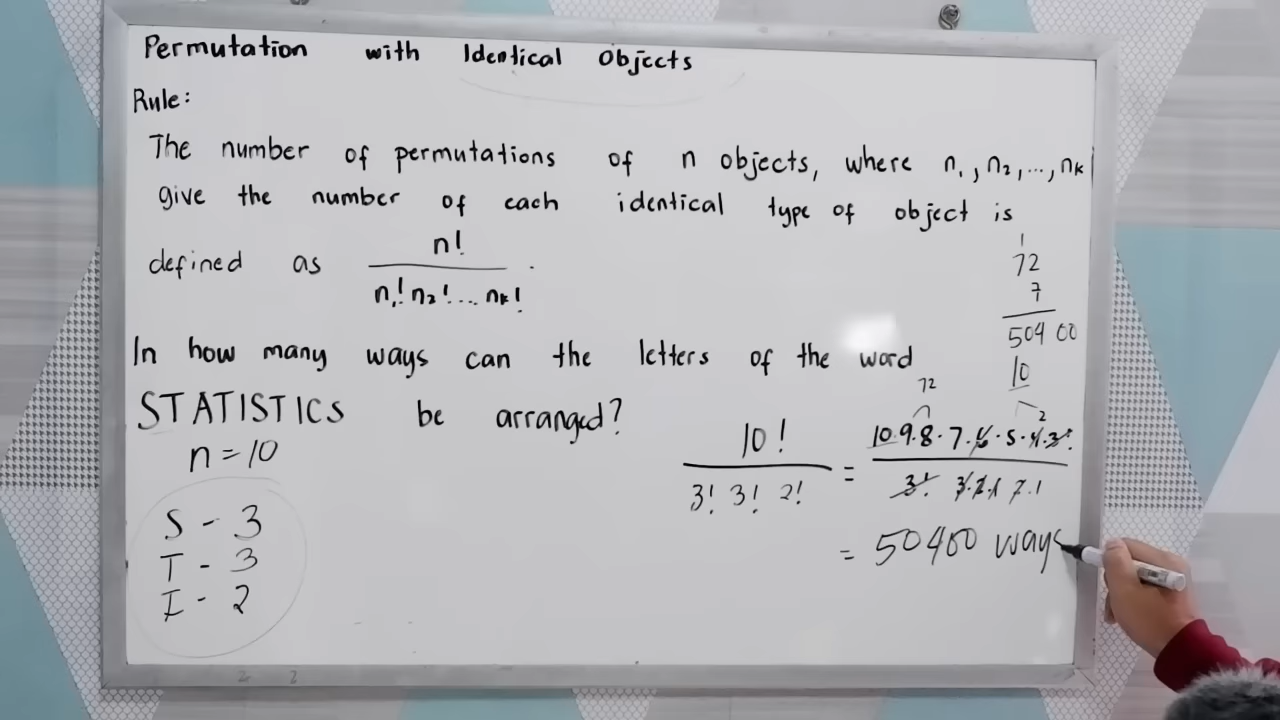 Permutation with Identical Objects
Rule:
The number of permutations of n objects, where n₁, n₂, ..., nₖ
give the number of each identical type of object is
defined as n! / n₁! n₂! ... nₖ! .
In how many ways can the letters of the word
STATISTICS be arranged?
n = 10
S - 3
T - 3
I - 2
1
72
7
504 00
10
72
2
10! / 3! 3! 2! = 10·9·8·7·6·5·4·3! / 3! 3·2·1 2·1
= 50400 ways